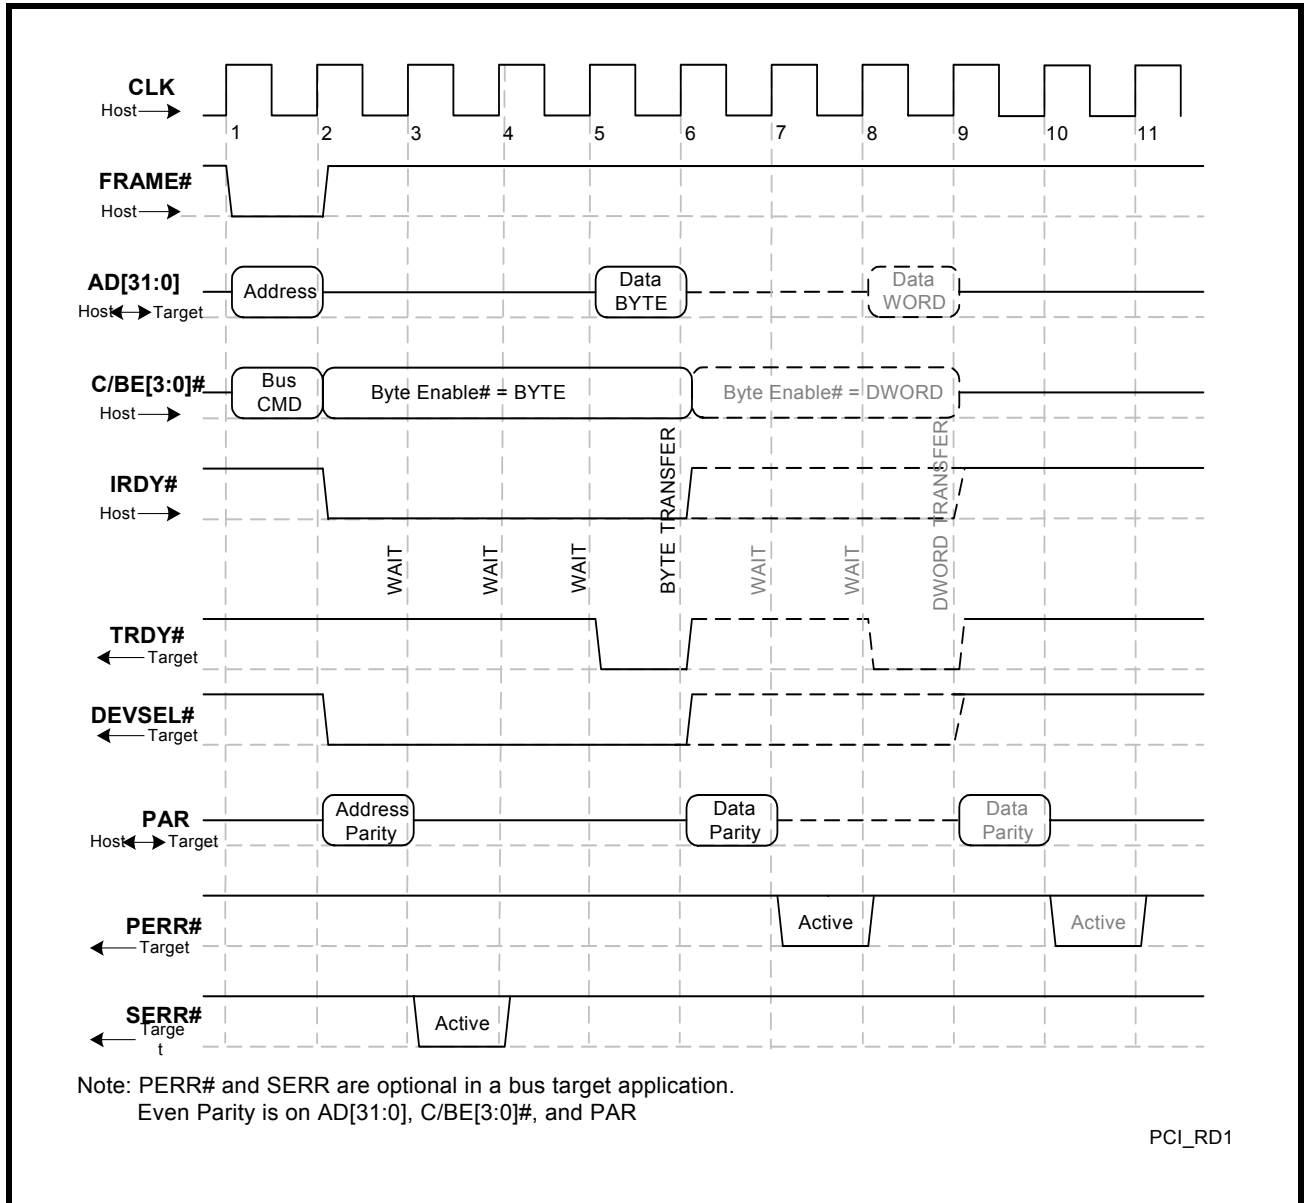 CLK
Host
1 2 3 4 5 6 7 8 9 10 11
FRAME#
Host
AD[31:0]
Host Target
Address
Data
BYTE
Data
WORD
C/BE[3:0]#
Host
Bus
CMD
Byte Enable# = BYTE
Byte Enable# = DWORD
IRDY#
Host
WAIT
WAIT
WAIT
BYTE TRANSFER
WAIT
WAIT
DWORD TRANSFER
TRDY#
Target
DEVSEL#
Target
PAR
Host Target
Address
Parity
Data
Parity
Data
Parity
PERR#
Target
Active
Active
SERR#
Targe
t
Active
Note: PERR# and SERR are optional in a bus target application.
Even Parity is on AD[31:0], C/BE[3:0]#, and PAR
PCI_RD1